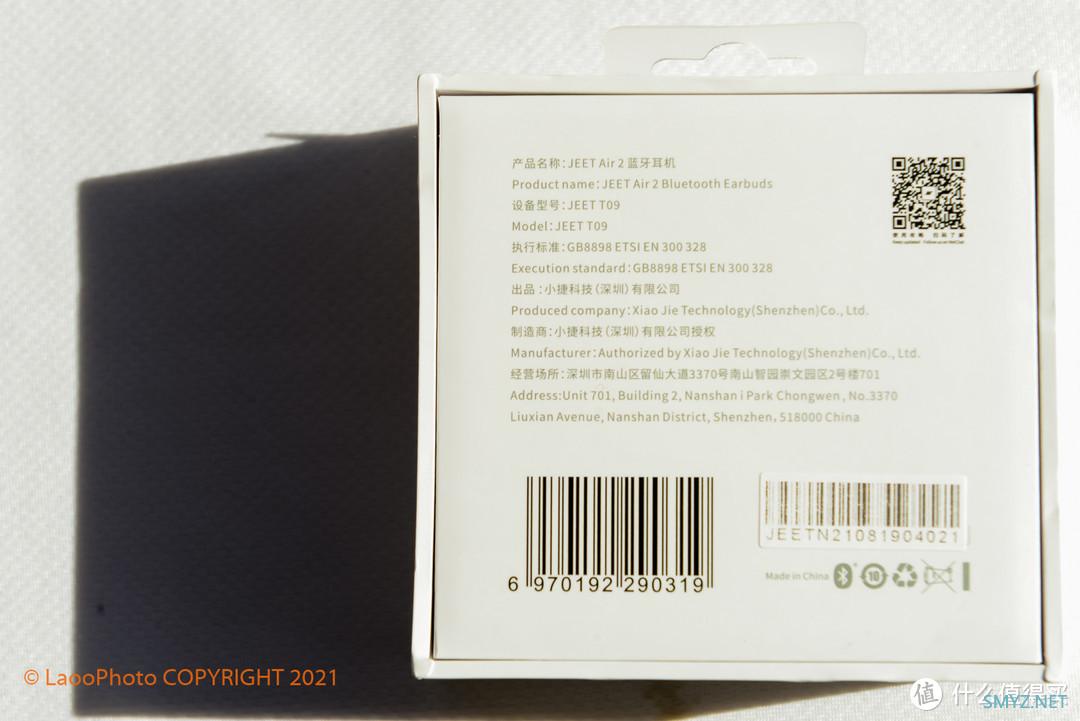 产品名称：JEET Air 2 蓝牙耳机
Product name：JEET Air 2 Bluetooth Earbuds
设备型号：JEET T09
Model：JEET T09
执行标准：GB8898 ETSI EN 300 328
Execution standard：GB8898 ETSI EN 300 328
出品：小捷科技（深圳）有限公司
Produced company：Xiao Jie Technology(Shenzhen)Co., Ltd.
制造商：小捷科技（深圳）有限公司授权
Manufacturer：Authorized by Xiao Jie Technology(Shenzhen)Co., Ltd.
经营场所：深圳市南山区留仙大道3370号南山智园崇文园区2号楼701
Address:Unit 701, Building 2, Nanshan i Park Chongwen , No.3370
Liuxian Avenue, Nanshan District, Shenzhen, 518000 China
6 970192 290319
JEETN21081904021
Made in China
10
© LaooPhoto COPYRIGHT 2021
值 什么值得买
SMYZ.NET